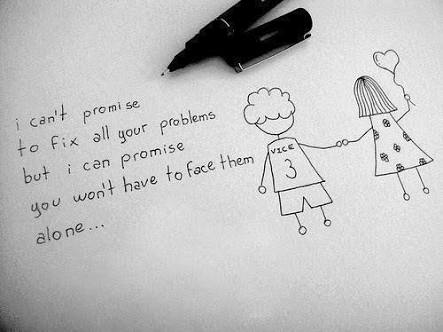 i can't promise
to fix all your problems
but i can promise
you won't have to face them
alone...
VICE
3